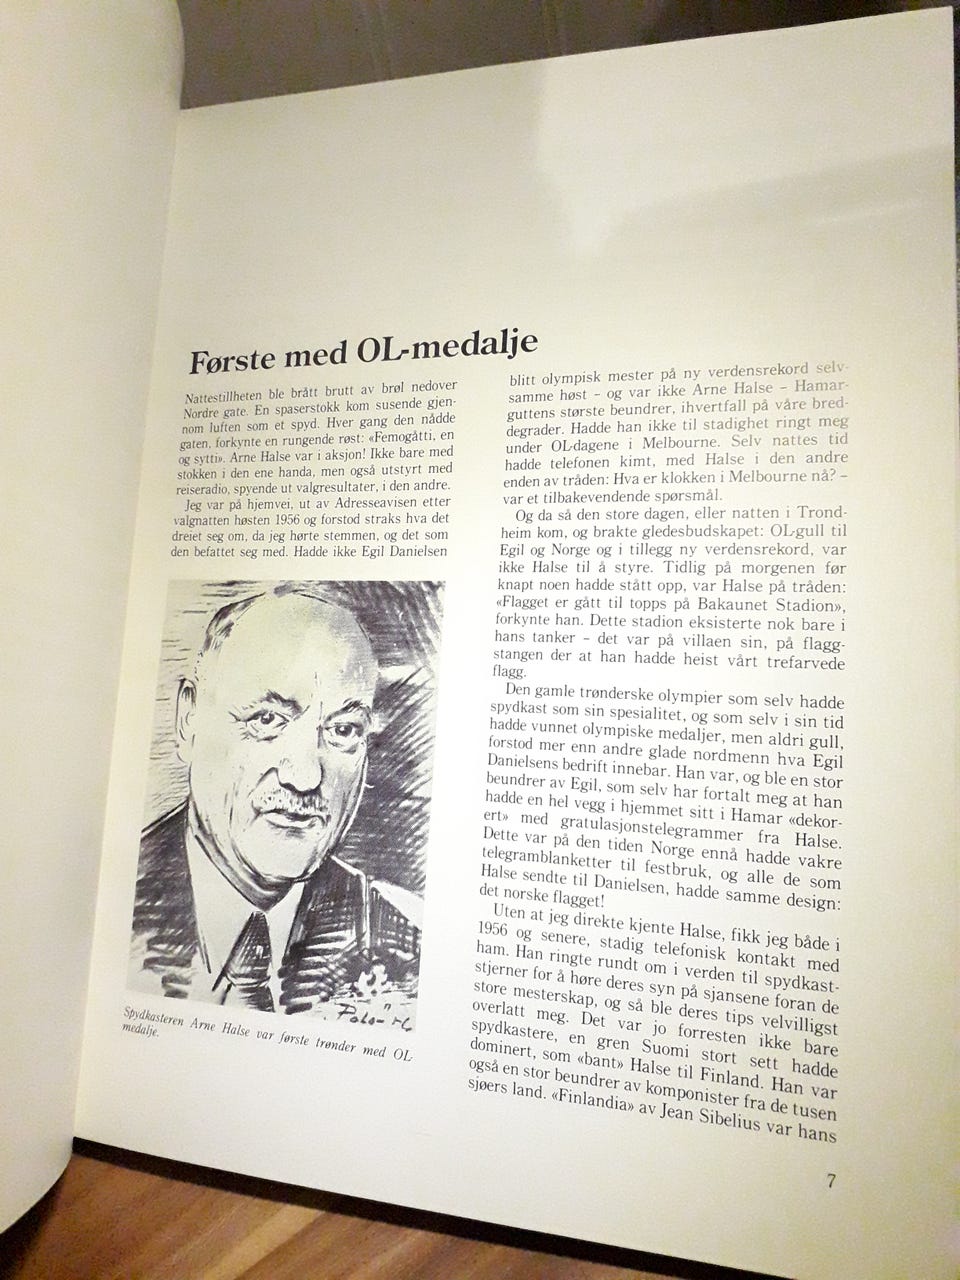 Første med OL-medalje
Nattestillheten ble brått brutt av brøl nedover
Nordre gate. En spaserstokk kom susende gjen-
nom luften som et spyd. Hver gang den nådde
gaten, forkynte en rungende røst: «Femogåtti, en
og sytti». Arne Halse var i aksjon! Ikke bare med
stokken i den ene handa, men også utstyrt med
reiseradio, spyende ut valgresultater, i den andre.
Jeg var på hjemvei, ut av Adresseavisen etter
valgnatten høsten 1956 og forstod straks hva det
dreiet seg om, da jeg hørte stemmen, og det som
den befattet seg med. Hadde ikke Egil Danielsen
Spydkasteren Arne Halse var første trønder med OL
medalje.
blitt olympisk mester på ny verdensrekord selv-
samme høst – og var ikke Arne Halse – Hamar-
guttens største beundrer, ihvertfall på våre bred-
degrader. Hadde han ikke til stadighet ringt meg
under OL-dagene i Melbourne. Selv nattes tid
hadde telefonen kimt, med Halse i den andre
enden av tråden: Hva er klokken i Melbourne nå? –
var et tilbakevendende spørsmål.
Og da så den store dagen, eller natten i Trond-
heim kom, og brakte gledesbudskapet: OL-gull til
Egil og Norge og i tillegg ny verdensrekord, var
ikke Halse til å styre. Tidlig på morgenen før
knapt noen hadde stått opp, var Halse på tråden:
«Flagget er gått til topps på Bakaunet Stadion»,
forkynte han. Dette stadion eksisterte nok bare i
hans tanker – det var på villaen sin, på flagg-
stangen der at han hadde heist vårt trefarvede
flagg.
Den gamle trønderske olympier som selv hadde
spydkast som sin spesialitet, og som selv i sin tid
hadde vunnet olympiske medaljer, men aldri gull,
forstod mer enn andre glade nordmenn hva Egil
Danielsens bedrift innebar. Han var, og ble en stor
beundrer av Egil, som selv har fortalt meg at han
hadde en hel vegg i hjemmet sitt i Hamar «dekor-
ert» med gratulasjonstelegrammer fra Halse.
Dette var på den tiden Norge ennå hadde vakre
telegramblanketter til festbruk, og alle de som
Halse sendte til Danielsen, hadde samme design:
det norske flagget!
Uten at jeg direkte kjente Halse, fikk jeg både i
1956 og senere, stadig telefonisk kontakt med
ham. Han ringte rundt om i verden til spydkast-
stjerner for å høre deres syn på sjansene foran de
store mesterskap, og så ble deres tips velvilligst
overlatt meg. Det var jo forresten ikke bare
spydkastere, en gren Suomi stort sett hadde
dominert, som «bant» Halse til Finland. Han var
også en stor beundrer av komponister fra de tusen
sjøers land. «Finlandia» av Jean Sibelius var hans
7